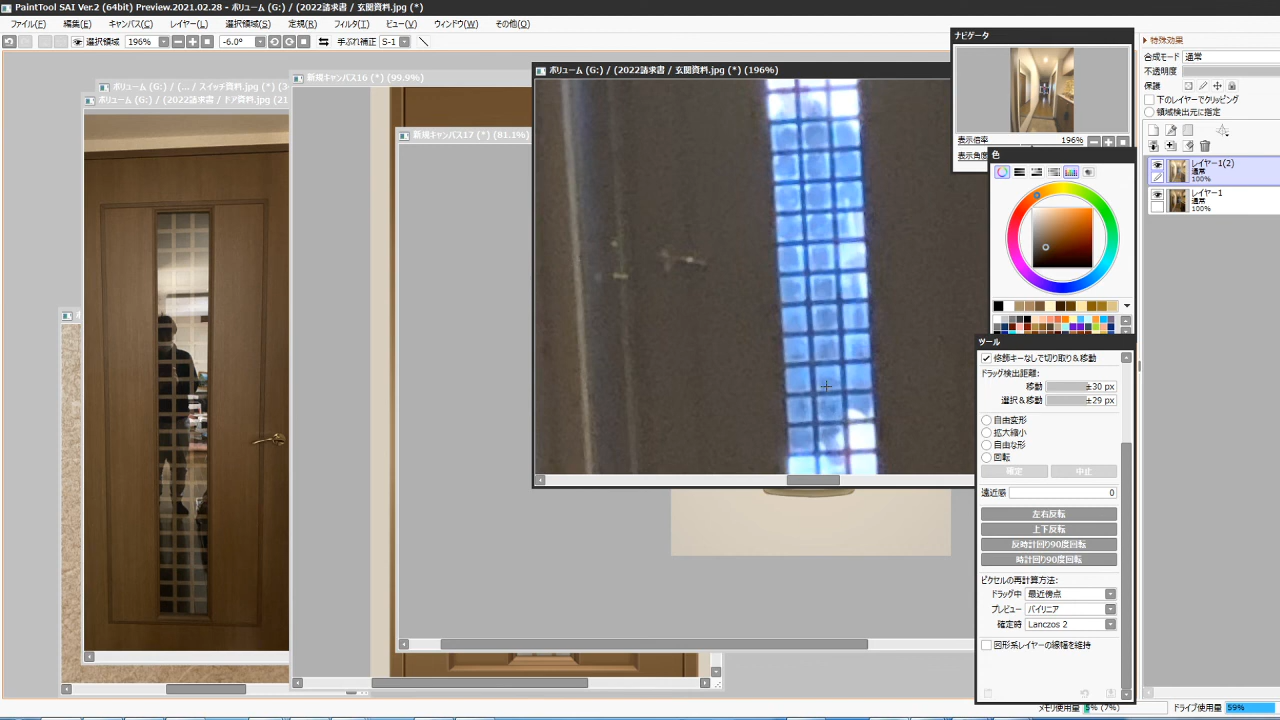 PaintTool SAI Ver.2 (64bit) Preview.2021.02.28 - ボリューム (G:) / (2022請求書 / 玄関資料.jpg (*)
ファイル(F) 編集(E) キャンバス(C) レイヤー(L) 選択領域(S) 定規(R) フィルタ(T) ビュー(V) ウィンドウ(W) その他(O)
選択領域 196% -6.0° 手ぶれ補正 S-1
ナビゲータ
表示倍率 196%
表示角度
ボリューム (G:) / (... / スイッチ資料.jpg (*) (3
ボリューム (G:) / (2022請求書 / ドア資料.jpg (21
新規キャンバス16 (*) (99.9%)
新規キャンバス17 (*) (81.1%)
ボリューム (G:) / (2022請求書 / 玄関資料.jpg (*) (196%)
色
ツール
修飾キーなしで切り取り&移動
ドラッグ検出距離:
移動 ±30 px
選択&移動 ±29 px
自由変形
拡大縮小
自由な形
回転
確定 中止
遠近感 0
左右反転
上下反転
反時計回り90度回転
時計回り90度回転
ピクセルの再計算方法:
ドラッグ中 最近傍点
プレビュー バイリニア
確定時 Lanczos 2
図形系レイヤーの線幅を維持
特殊効果
合成モード 通常
不透明度
保護
下のレイヤーでクリッピング
領域検出元に指定
レイヤー1(2)
通常
100%
レイヤー1
通常
100%
メモリ使用量 5% (7%) ドライブ使用量 59%